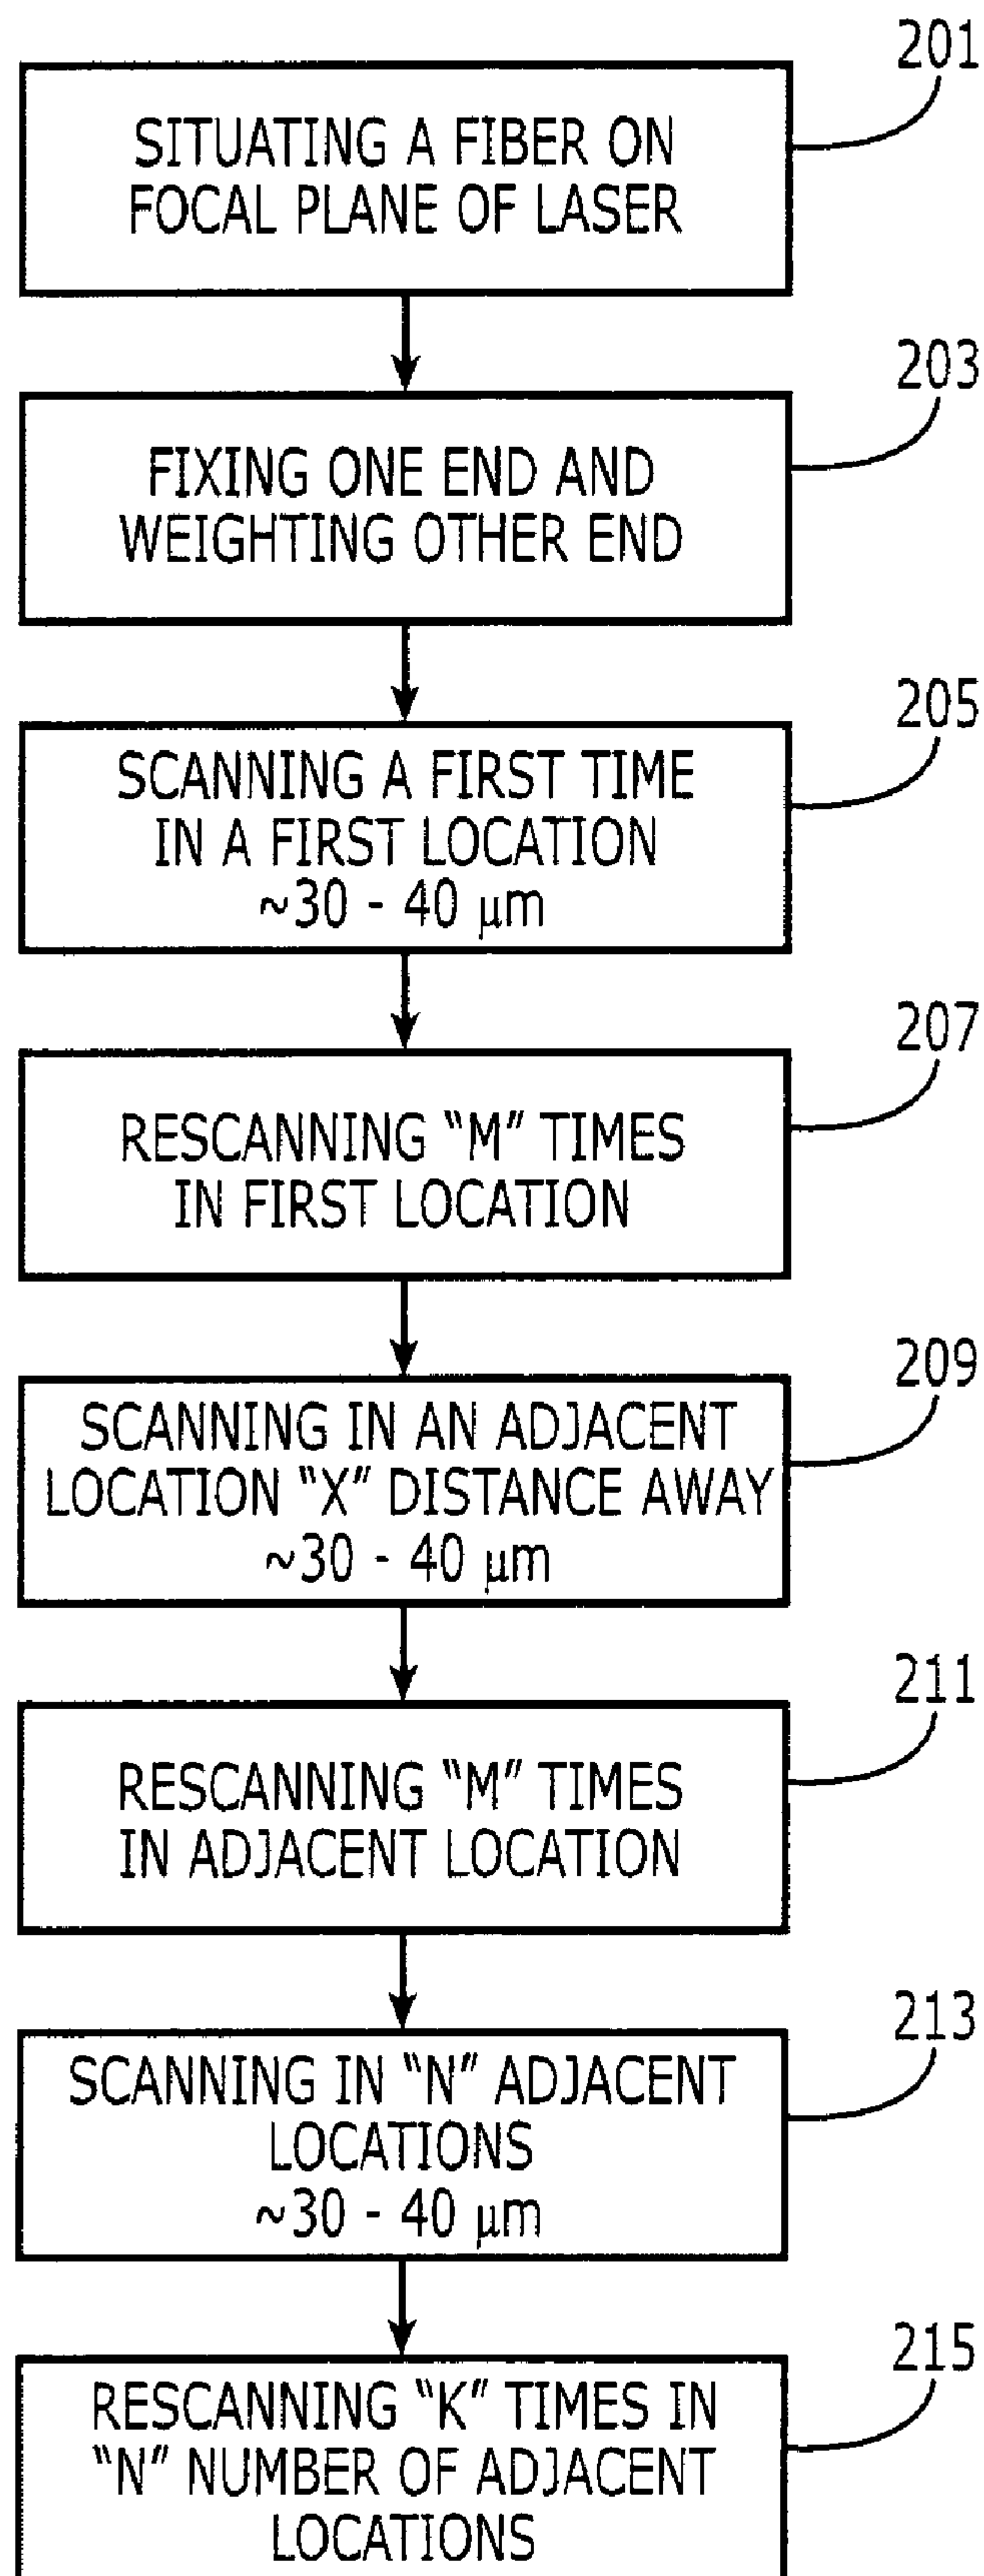 201
SITUATING A FIBER ON
FOCAL PLANE OF LASER
203
FIXING ONE END AND
WEIGHTING OTHER END
205
SCANNING A FIRST TIME
IN A FIRST LOCATION
~30 - 40 μm
207
RESCANNING “M” TIMES
IN FIRST LOCATION
209
SCANNING IN AN ADJACENT
LOCATION “X” DISTANCE AWAY
~30 - 40 μm
211
RESCANNING “M” TIMES
IN ADJACENT LOCATION
213
SCANNING IN “N” ADJACENT
LOCATIONS
~30 - 40 μm
215
RESCANNING “K” TIMES IN
“N” NUMBER OF ADJACENT
LOCATIONS